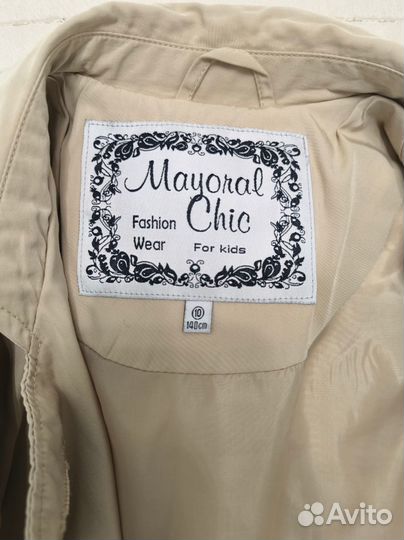 Mayoral
Chic
Fashion
Wear
For kids
10
140cm
Avito